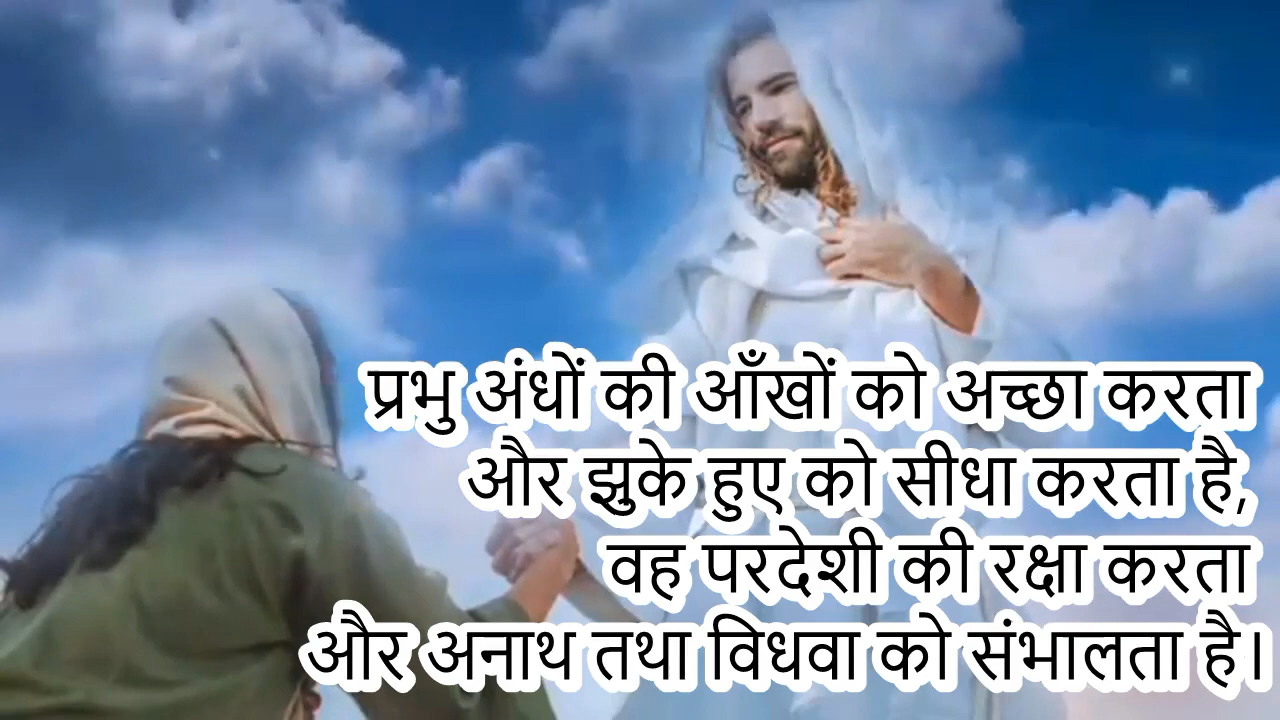 प्रभु अंधों की आँखों को अच्छा करता
और झुके हुए को सीधा करता है,
वह परदेशी की रक्षा करता
और अनाथ तथा विधवा को संभालता है।